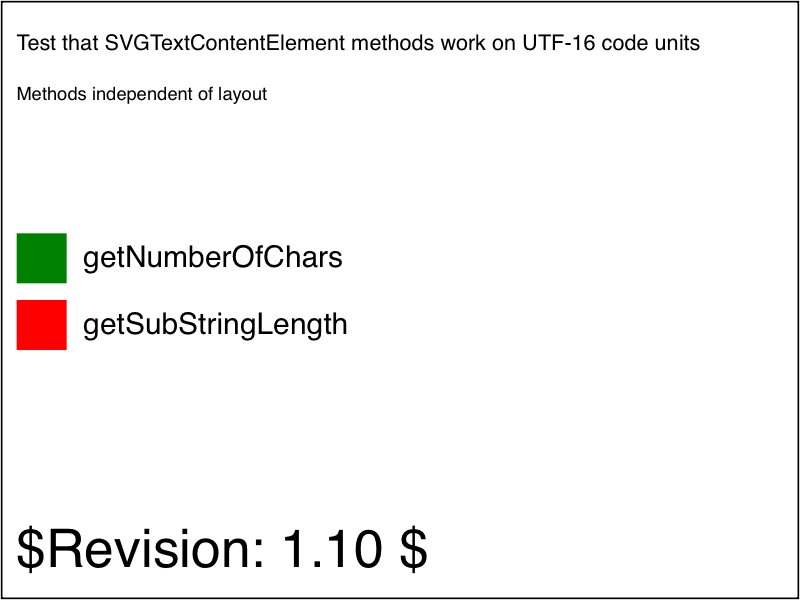 Test that SVGTextContentElement methods work on UTF-16 code units
Methods independent of layout
getNumberOfChars
getSubStringLength
$Revision: 1.10 $